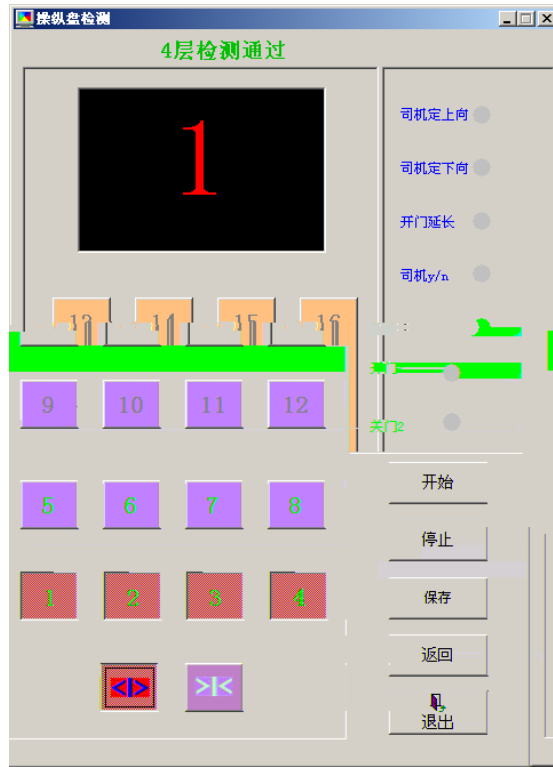 操纵盘检测
4层检测通过
1
司机定上向
司机定下向
开门延长
司机y/n
13 14 15 16
关门
9 10 11 12
关门2
开始
5 6 7 8
停止
1 2 3 4
保存
返回
<|> >|<
退出